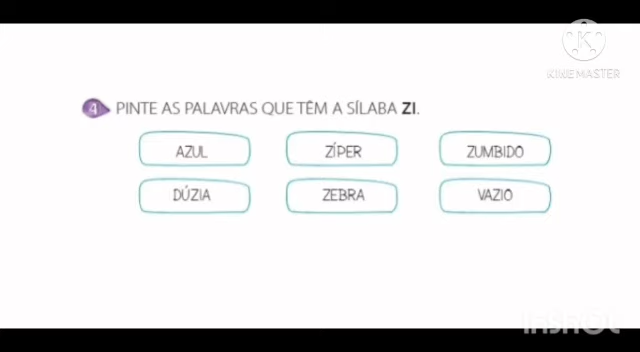 KINEMASTER
4 PINTE AS PALAVRAS QUE TÊM A SÍLABA ZI.
AZUL ZÍPER ZUMBIDO
DÚZIA ZEBRA VAZIO
INSHOT